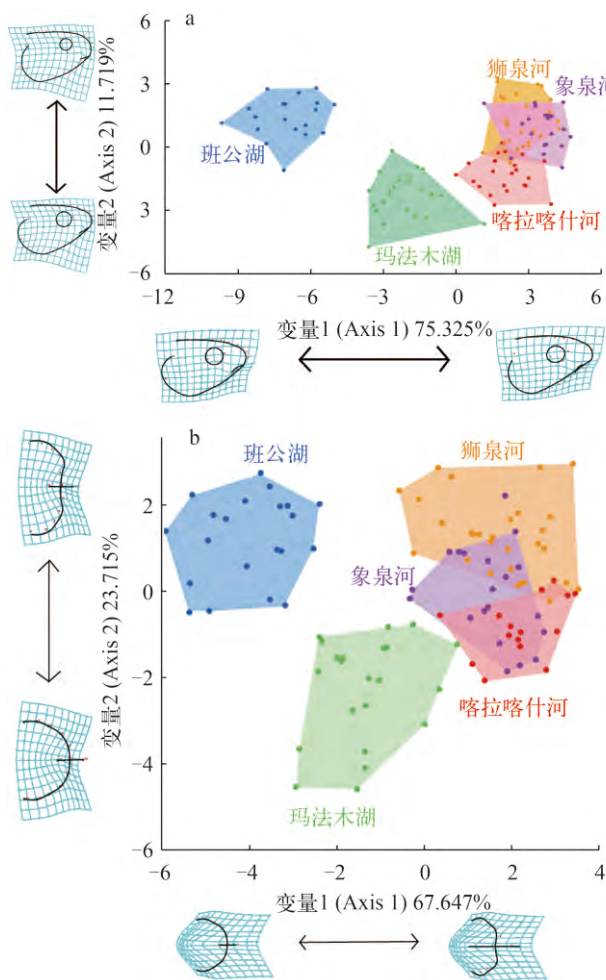 a
6
3
0
3
6
变量2 (Axis 2) 11.719%
狮泉河
象泉河
班公湖
喀拉喀什河
玛法木湖
−12 −9 −6 −3 0 3 6
变量1 (Axis 1) 75.325%
b
2
0
−2
−4
−6
变量2 (Axis 2) 23.715%
班公湖
狮泉河
象泉河
喀拉喀什河
玛法木湖
−6 −4 −2 0 2 4
变量1 (Axis 1) 67.647%